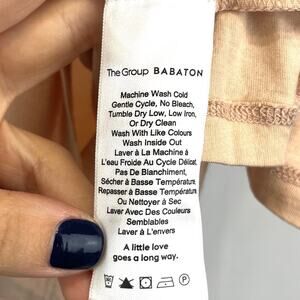 The Group BABATON
Machine Wash Cold
Gentle Cycle, No Bleach,
Tumble Dry Low, Low Iron,
Or Dry Clean
Wash With Like Colours
Wash Inside Out
Laver à La Machine à
L'eau Froide Au Cycle Délicat.
Pas De Blanchiment,
Sécher à Basse Température,
Repasser à Basse Température
Ou Nettoyer à Sec
Laver Avec Des Couleurs
Semblables
Laver à L'envers
A little love
goes a long way.